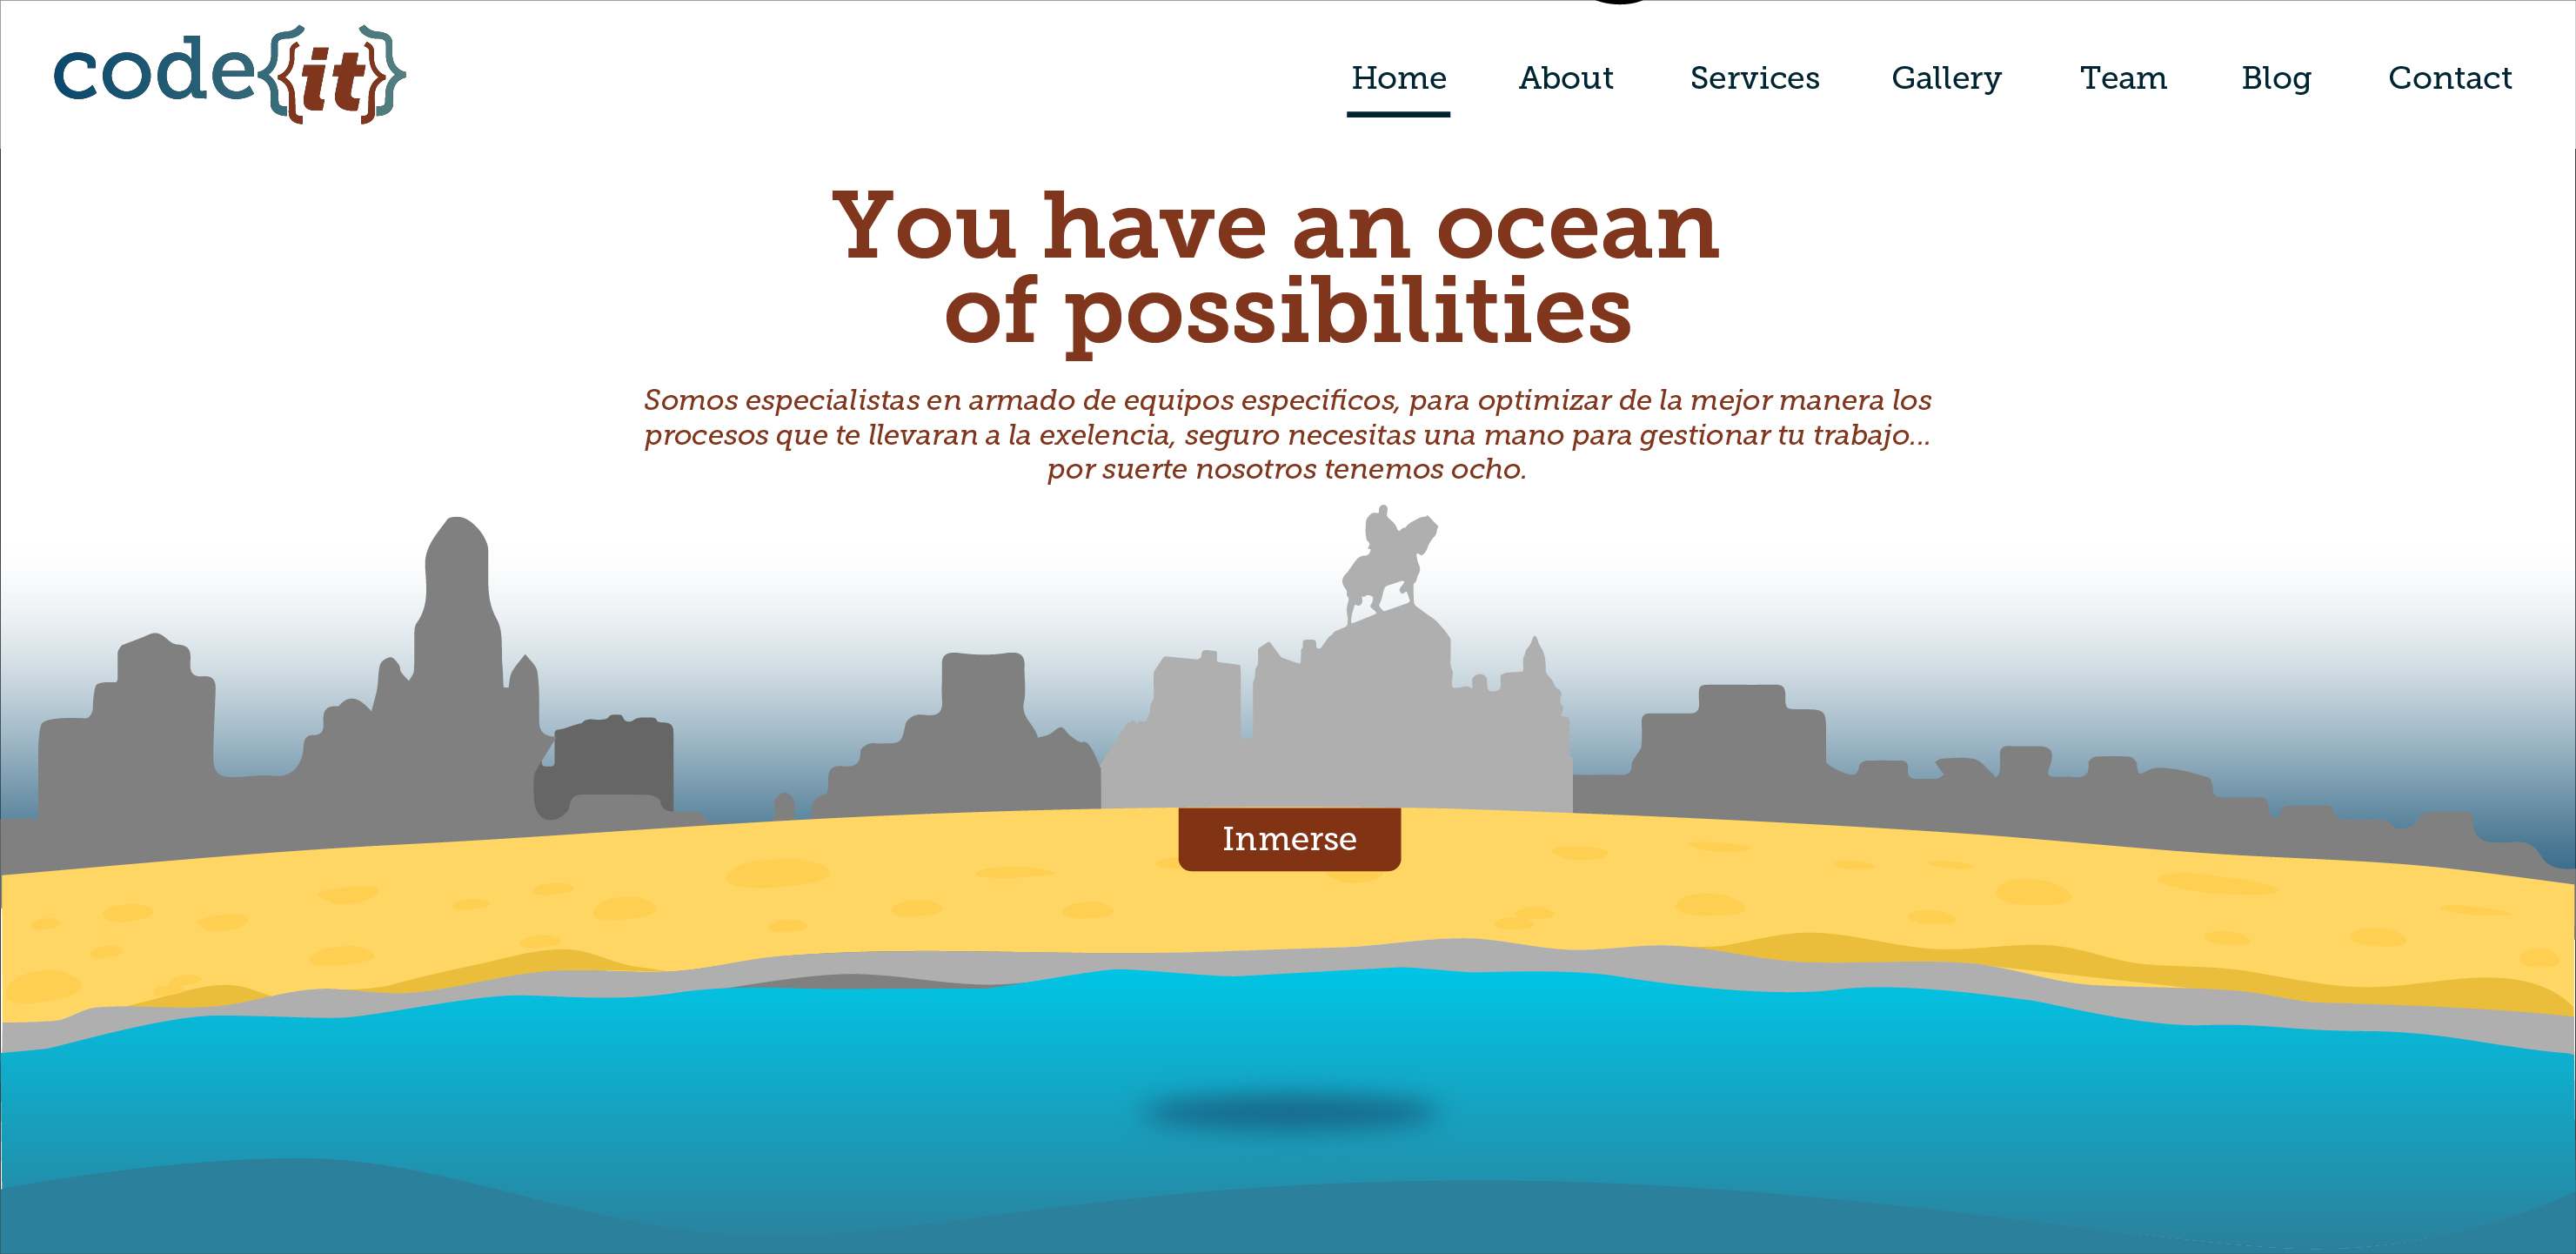 code{it}
Home About Services Gallery Team Blog Contact
You have an ocean
of possibilities
Somos especialistas en armado de equipos especificos, para optimizar de la mejor manera los
procesos que te llevaran a la exelencia, seguro necesitas una mano para gestionar tu trabajo...
por suerte nosotros tenemos ocho.
Inmerse